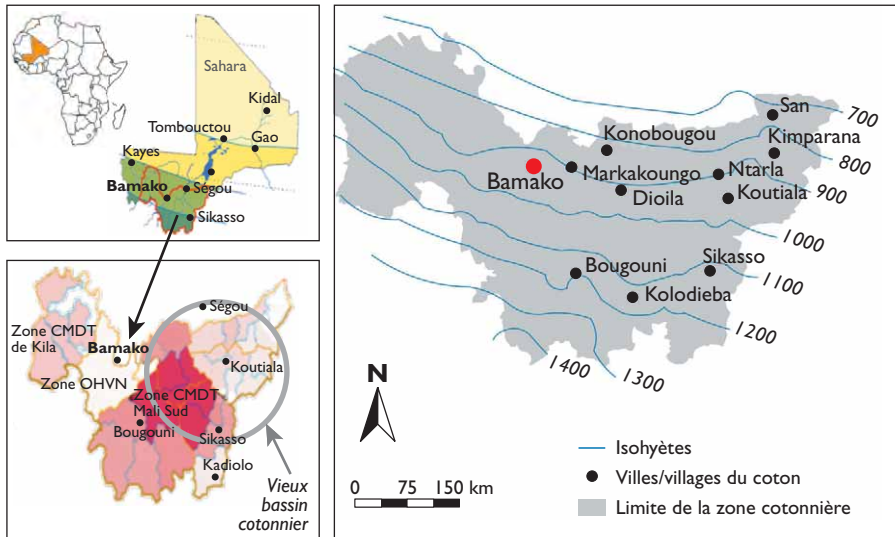 Sahara
Kidal
Tombouctou
Gao
Kayes
Bamako
Ségou
Sikasso
Ségou
Zone CMDT
de Kila
Bamako
Koutiala
Zone OHVN
Zone CMDT
Mali Sud
Bougouni
Sikasso
Kadiolo
Vieux
bassin
cotonnier
San
700
Konobougou
Kimparana
800
Bamako
Markakoungo
Ntarla
900
Dioila
Koutiala
1000
Bougouni
Sikasso
1100
Kolodieba
1200
1400
1300
N
0 75 150 km
Isohyètes
Villes/villages du coton
Limite de la zone cotonnière